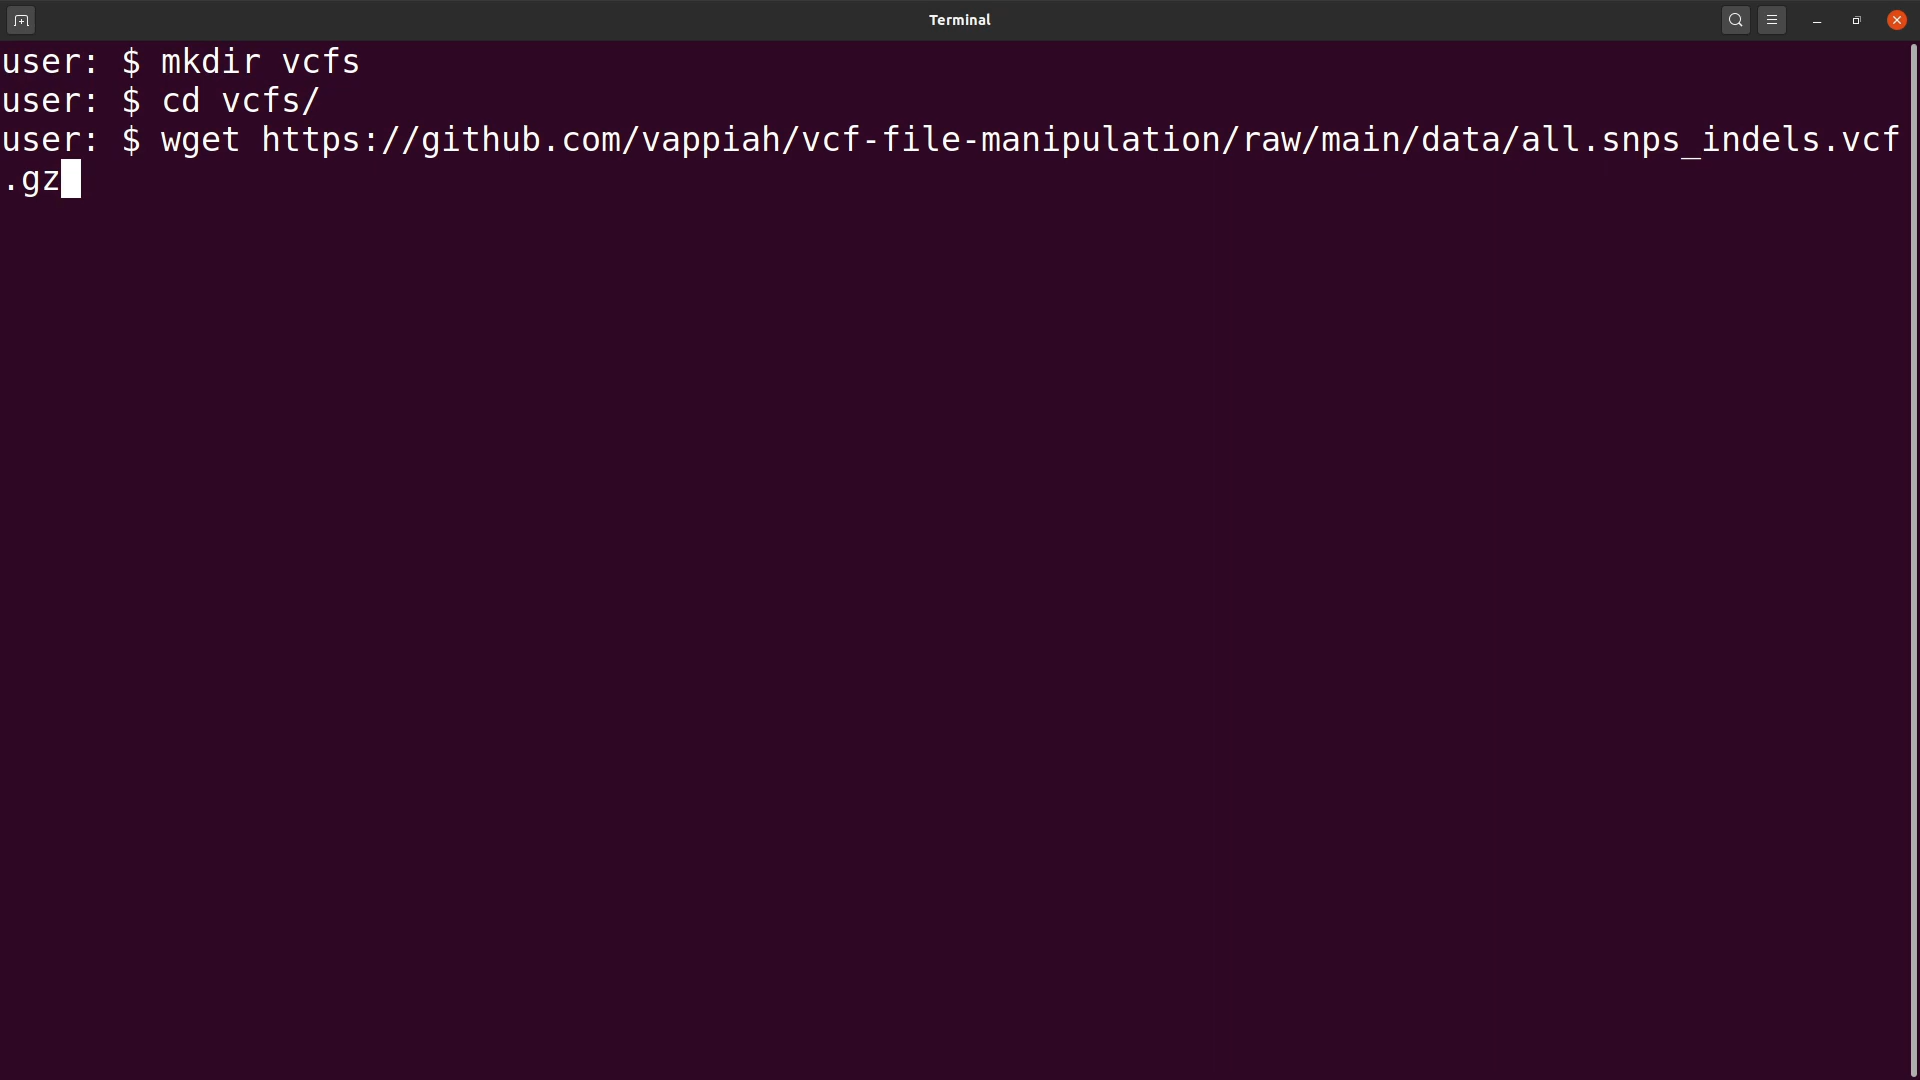 Terminal
user: $ mkdir vcfs
user: $ cd vcfs/
user: $ wget https://github.com/vappiah/vcf-file-manipulation/raw/main/data/all.snps_indels.vcf
.gz